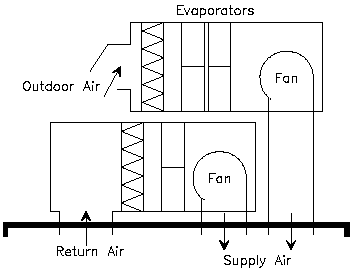 Evaporators
Outdoor Air
Fan
Fan
Return Air
Supply Air